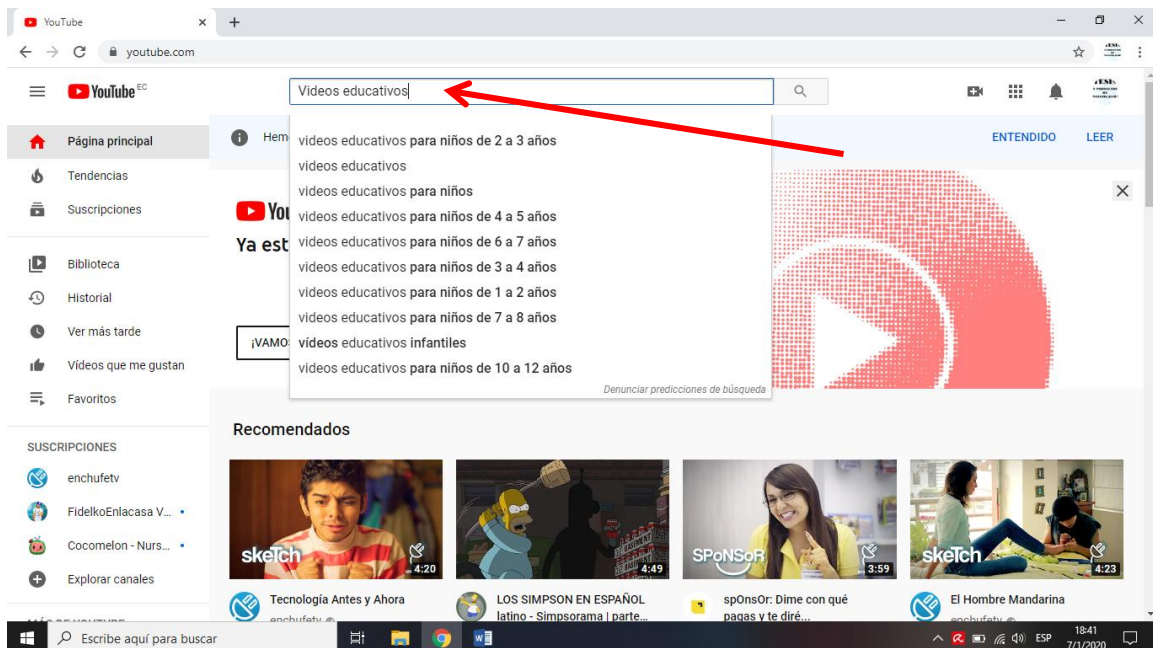 YouTube
youtube.com
YouTube EC
Videos educativos
Página principal
Tendencias
Suscripciones
Biblioteca
Historial
Ver más tarde
Vídeos que me gustan
Favoritos
SUSCRIPCIONES
enchufetv
FidelkoEnlacasa V...
Cocomelon - Nurs...
Explorar canales
ENTENDIDO LEER
videos educativos para niños de 2 a 3 años
videos educativos
videos educativos para niños
videos educativos para niños de 4 a 5 años
videos educativos para niños de 6 a 7 años
videos educativos para niños de 3 a 4 años
videos educativos para niños de 1 a 2 años
videos educativos para niños de 7 a 8 años
vídeos educativos infantiles
videos educativos para niños de 10 a 12 años
Denunciar predicciones de búsqueda
Ya est
¡VAMO
Recomendados
skeTch 4:20
4:49
SPoNSoR 3:59
skeTch 4:23
Tecnología Antes y Ahora
enchufetv
LOS SIMPSON EN ESPAÑOL
latino - Simpsorama | parte...
spOnsOr: Dime con qué
pagas y te diré...
El Hombre Mandarina
enchufetv
Escribe aquí para buscar
ESP
18:41
7/1/2020